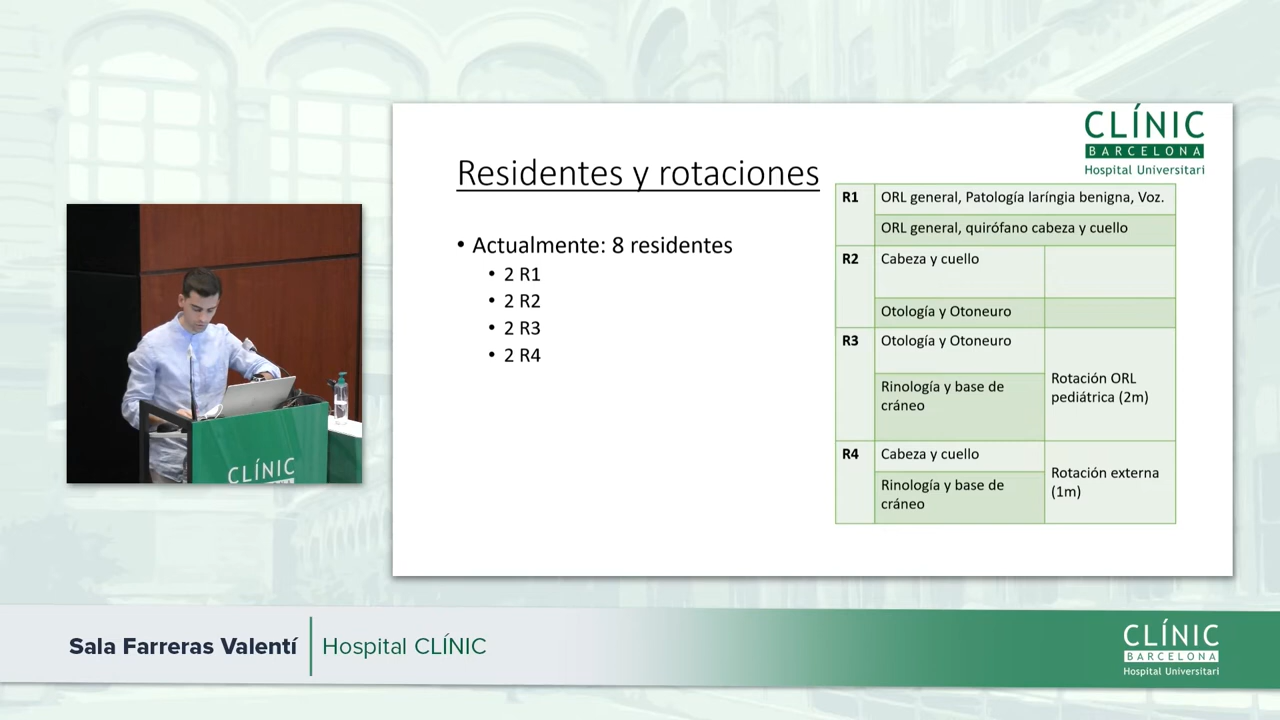 CLÍNIC
BARCELONA
Hospital Universitari
Residentes y rotaciones
• Actualmente: 8 residentes
• 2 R1
• 2 R2
• 2 R3
• 2 R4
R1
ORL general, Patología laríngia benigna, Voz.
ORL general, quirófano cabeza y cuello
R2
Cabeza y cuello
Otología y Otoneuro
R3
Otología y Otoneuro
Rinología y base de
cráneo
Rotación ORL
pediátrica (2m)
R4
Cabeza y cuello
Rinología y base de
cráneo
Rotación externa
(1m)
CLÍNIC
Sala Farreras Valentí
Hospital CLÍNIC
CLÍNIC
BARCELONA
Hospital Universitari